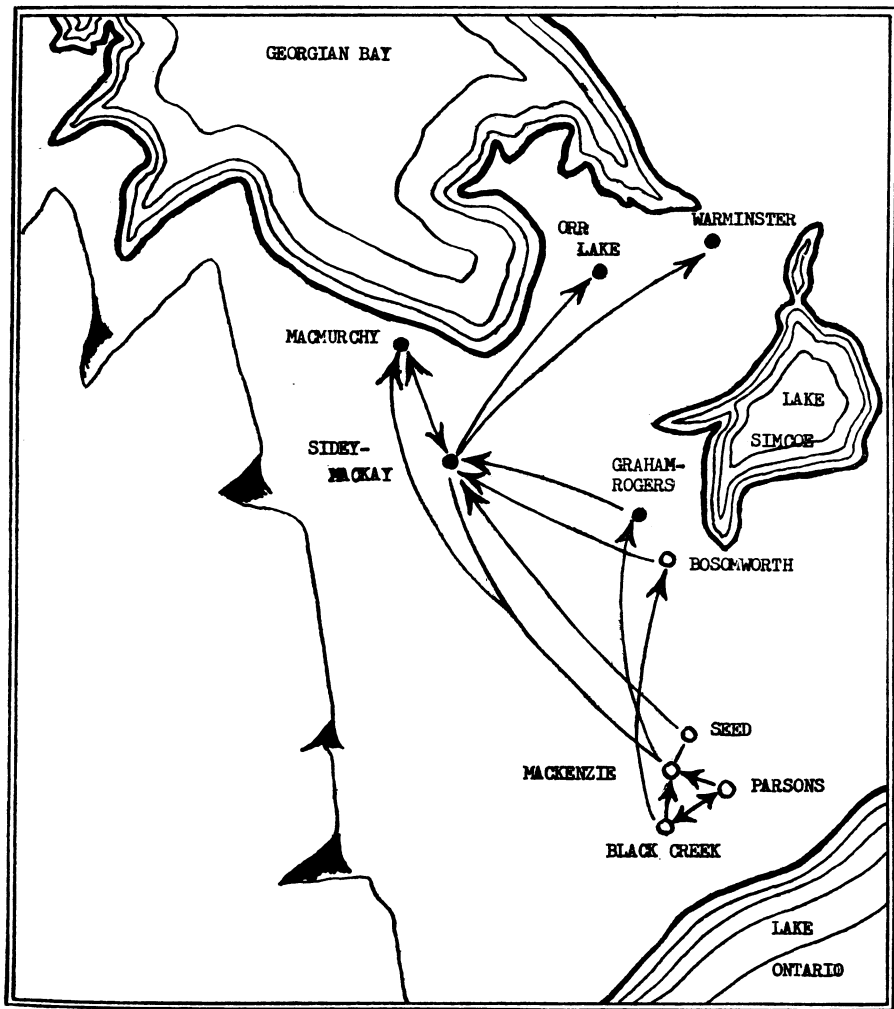 GEORGIAN BAY
WARMINSTER
ORR
LAKE
MACMURCHY
LAKE
SIMCOE
SIDEY-
MACKAY
GRAHAM-
ROGERS
BOSOMWORTH
SEED
MACKENZIE
PARSONS
BLACK CREEK
LAKE
ONTARIO